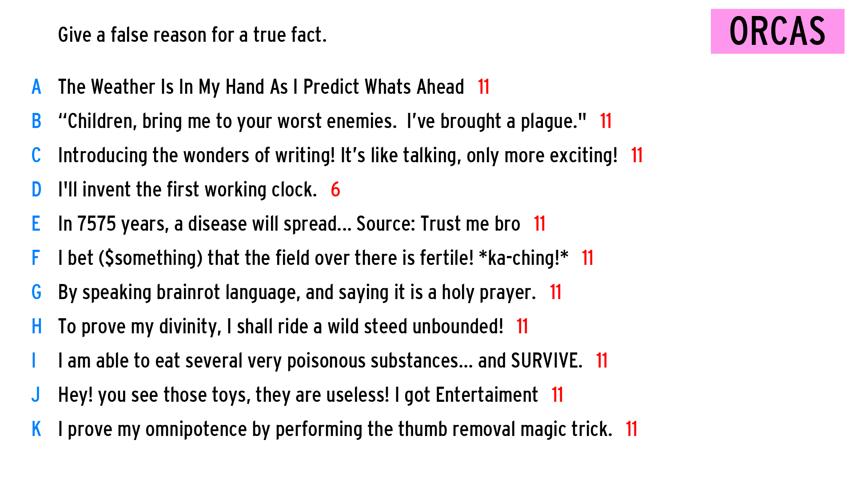 Give a false reason for a true fact.
ORCAS
A The Weather Is In My Hand As I Predict Whats Ahead 11
B “Children, bring me to your worst enemies. I’ve brought a plague." 11
C Introducing the wonders of writing! It’s like talking, only more exciting! 11
D I'll invent the first working clock. 6
E In 7575 years, a disease will spread... Source: Trust me bro 11
F I bet ($something) that the field over there is fertile! *ka-ching!* 11
G By speaking brainrot language, and saying it is a holy prayer. 11
H To prove my divinity, I shall ride a wild steed unbounded! 11
I I am able to eat several very poisonous substances... and SURVIVE. 11
J Hey! you see those toys, they are useless! I got Entertaiment 11
K I prove my omnipotence by performing the thumb removal magic trick. 11